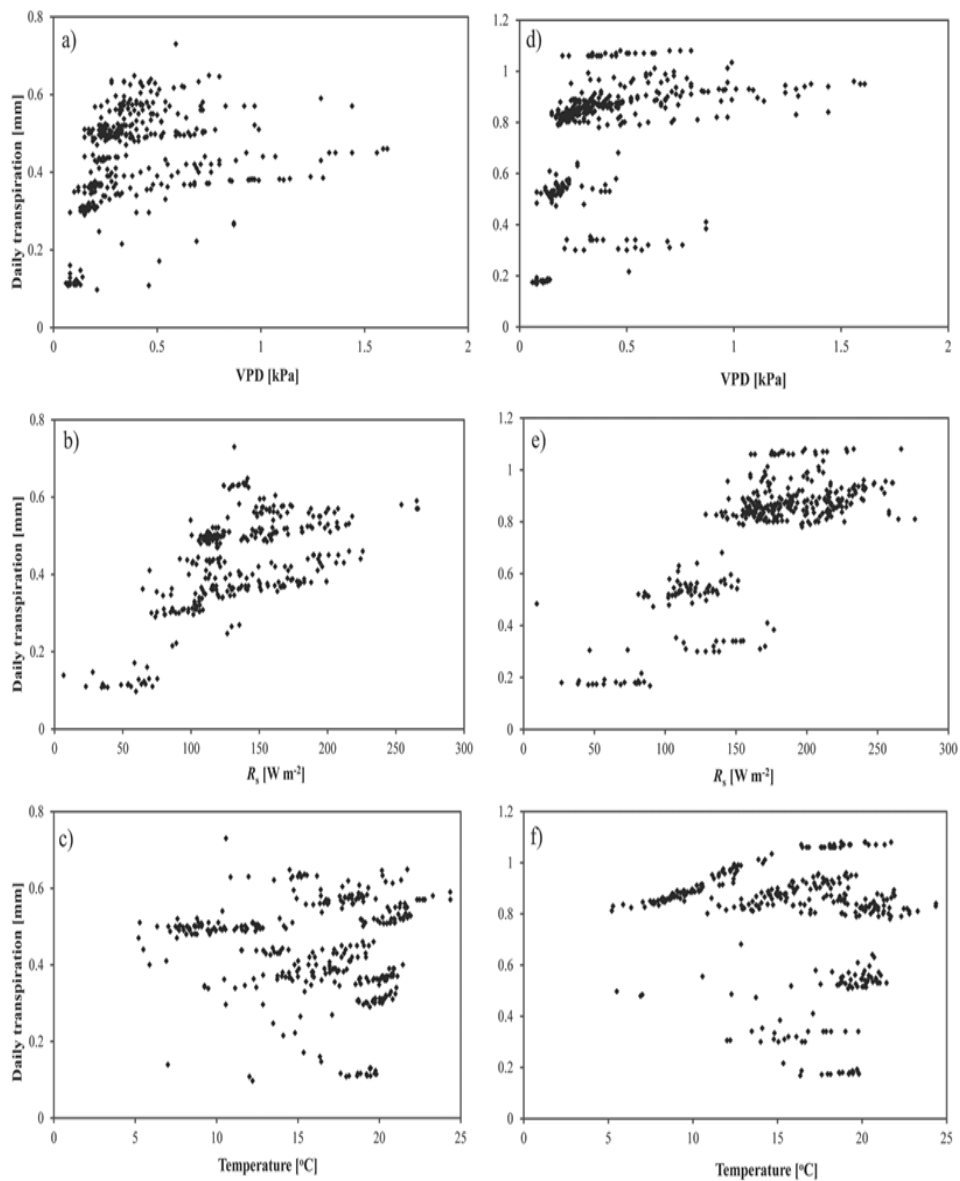 a)
Daily transpiration [mm]
0.8
0.6
0.4
0.2
0
0 0.5 1 1.5 2
VPD [kPa]
d)
1.2
1
0.8
0.6
0.4
0.2
0
0 0.5 1 1.5 2
VPD [kPa]
b)
Daily transpiration [mm]
0.8
0.6
0.4
0.2
0
0 50 100 150 200 250 300
Rs [W m-2]
e)
1.2
1
0.8
0.6
0.4
0.2
0
0 50 100 150 200 250 300
Rs [W m-2]
c)
Daily transpiration [mm]
0.8
0.6
0.4
0.2
0
0 5 10 15 20 25
Temperature [oC]
f)
1.2
1
0.8
0.6
0.4
0.2
0
0 5 10 15 20 25
Temperature [oC]